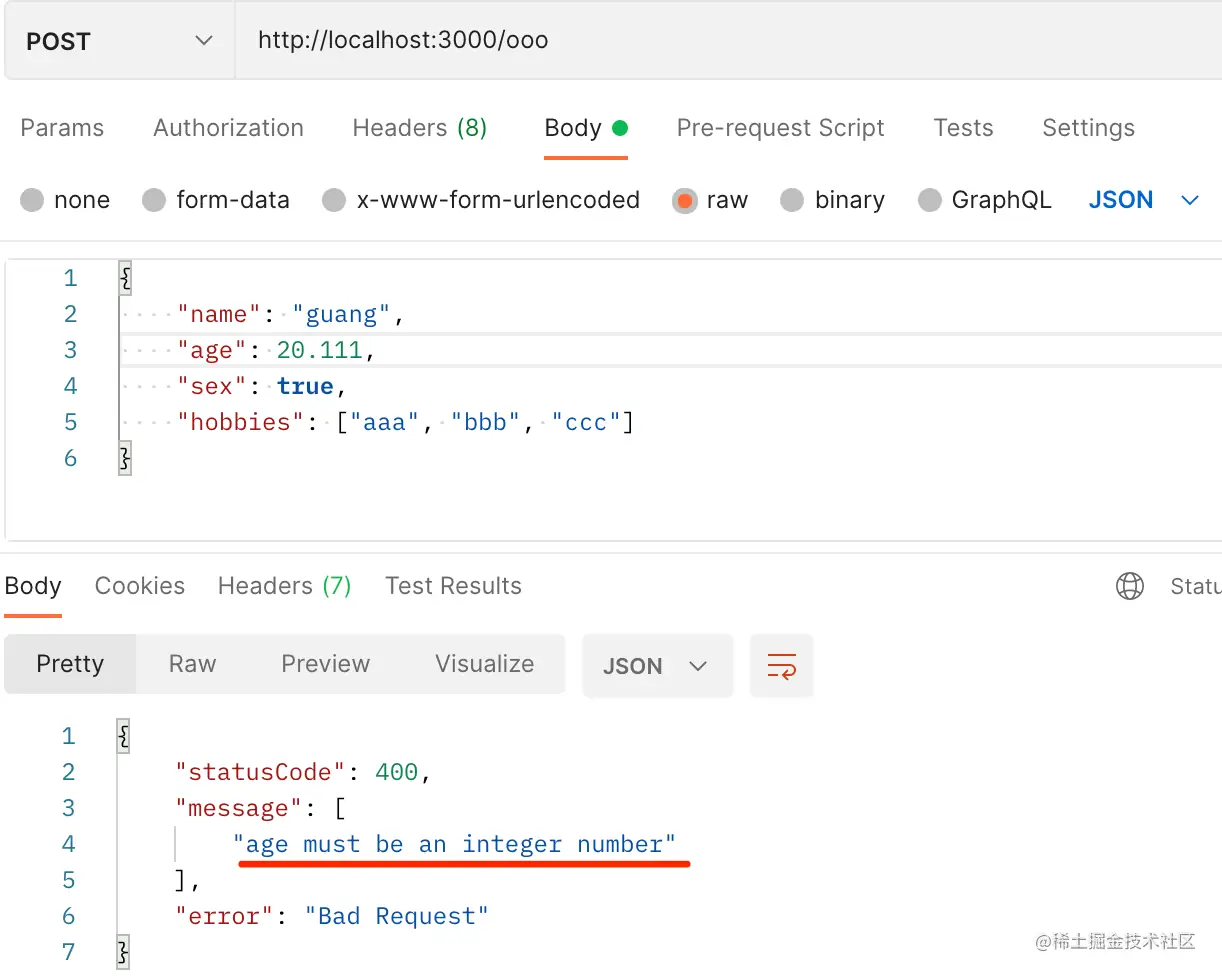 POST http://localhost:3000/ooo
Params Authorization Headers (8) Body Pre-request Script Tests Settings
none form-data x-www-form-urlencoded raw binary GraphQL JSON
1 {
2 "name": "guang",
3 "age": 20.111,
4 "sex": true,
5 "hobbies": ["aaa", "bbb", "ccc"]
6 }
Body Cookies Headers (7) Test Results Statu
Pretty Raw Preview Visualize JSON
1 {
2 "statusCode": 400,
3 "message": [
4 "age must be an integer number"
5 ],
6 "error": "Bad Request"
7 }
@稀土掘金技术社区